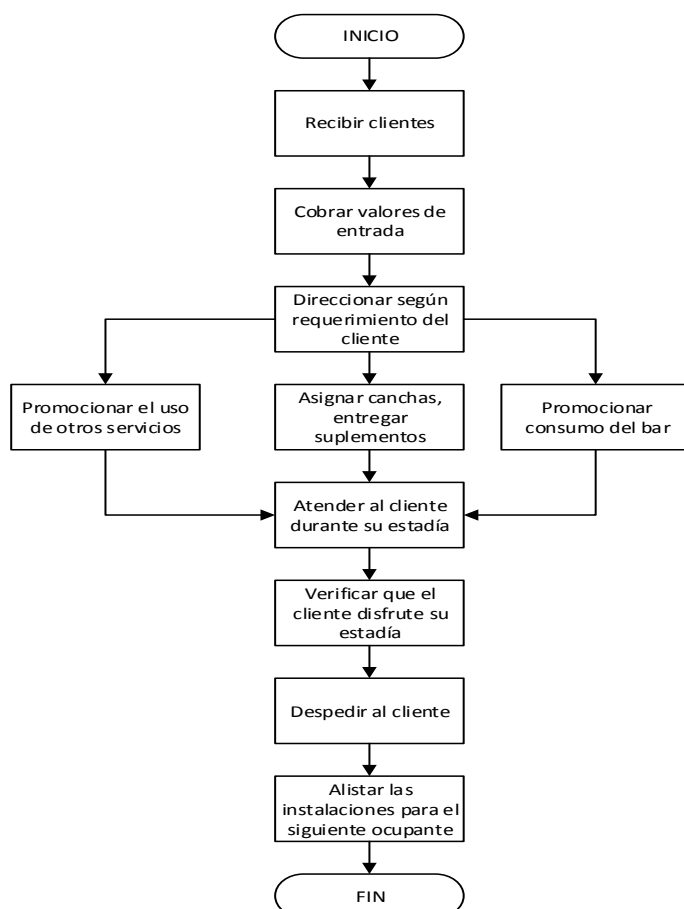 INICIO
Recibir clientes
Cobrar valores de
entrada
Direccionar según
requerimiento del
cliente
Promocionar el uso
de otros servicios
Asignar canchas,
entregar
suplementos
Promocionar
consumo del bar
Atender al cliente
durante su estadía
Verificar que el
cliente disfrute su
estadía
Despedir al cliente
Alistar las
instalaciones para el
siguiente ocupante
FIN